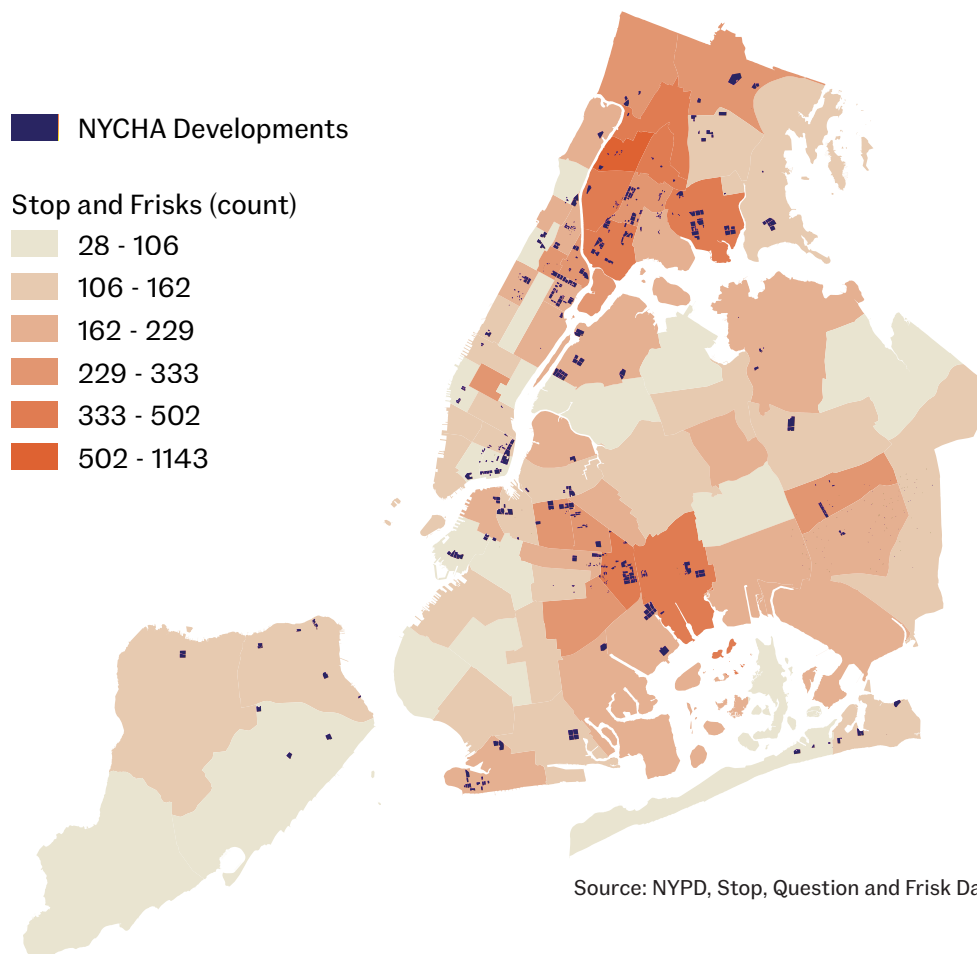 NYCHA Developments
Stop and Frisks (count)
28 - 106
106 - 162
162 - 229
229 - 333
333 - 502
502 - 1143
Source: NYPD, Stop, Question and Frisk Da